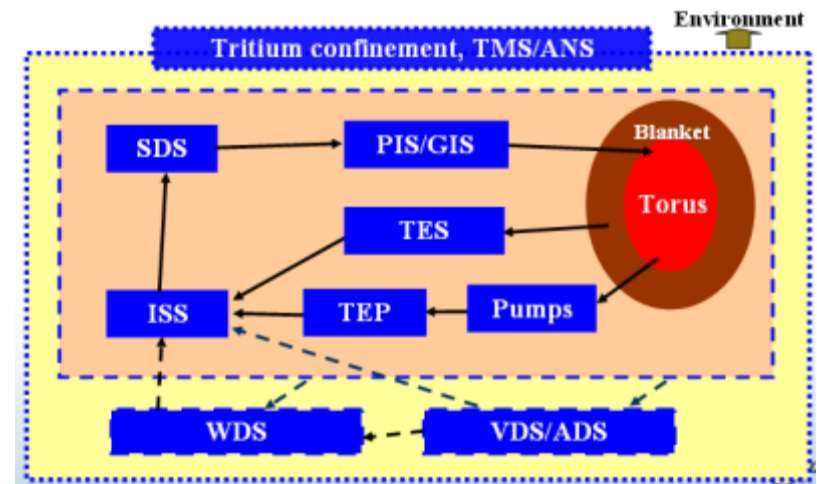 Environment
Tritium confinement, TMS/ANS
SDS
PIS/GIS
Blanket
Torus
TES
ISS
TEP
Pumps
WDS
VDS/ADS